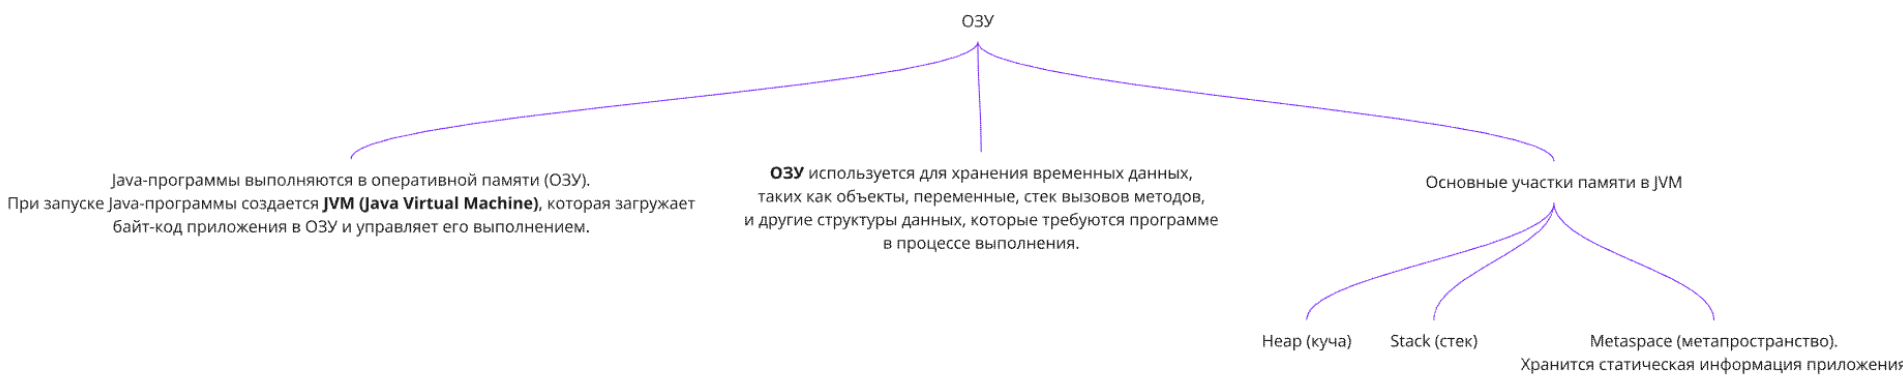 ОЗУ
Java-программы выполняются в оперативной памяти (ОЗУ).
При запуске Java-программы создается JVM (Java Virtual Machine), которая загружает
байт-код приложения в ОЗУ и управляет его выполнением.
ОЗУ используется для хранения временных данных,
таких как объекты, переменные, стек вызовов методов,
и другие структуры данных, которые требуются программе
в процессе выполнения.
Основные участки памяти в JVM
Heap (куча)
Stack (стек)
Metaspace (метапространство).
Хранится статическая информация приложения